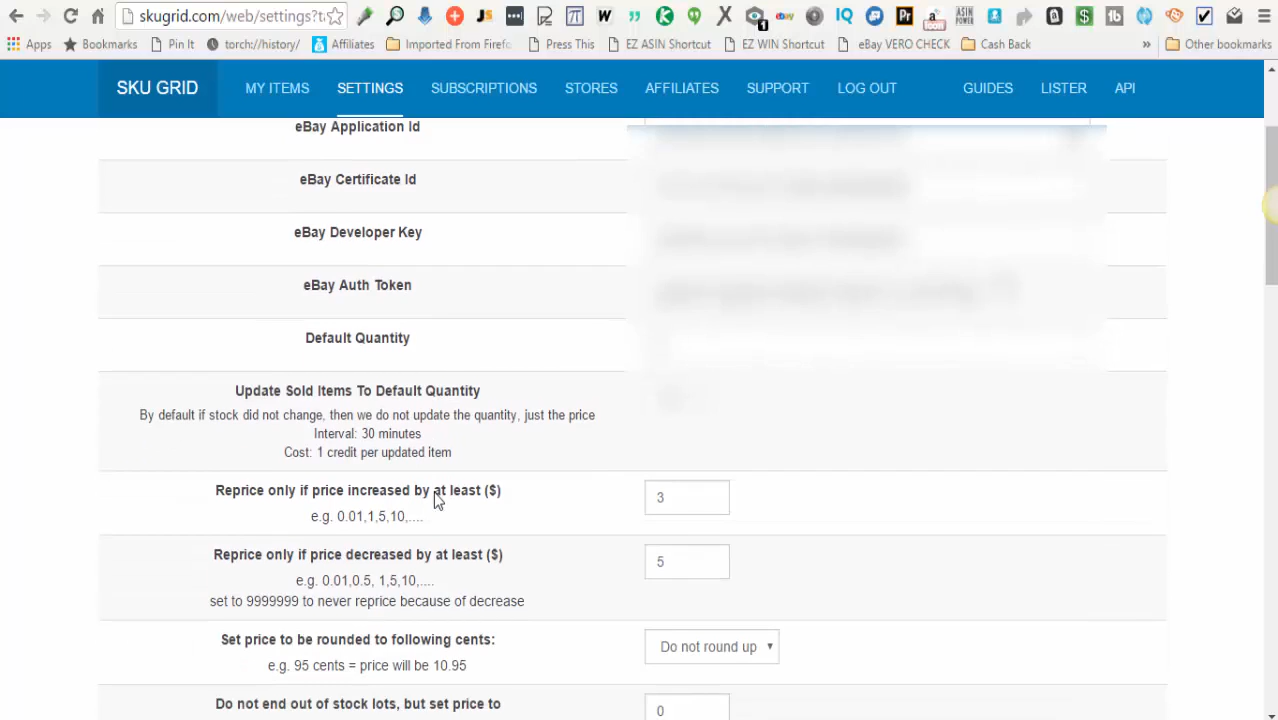 skugrid.com/web/settings?t
Apps Bookmarks Pin It torch://history/ Affiliates Imported From Firef Press This EZ ASIN Shortcut EZ WIN Shortcut eBay VERO CHECK Cash Back » Other bookmarks
SKU GRID MY ITEMS SETTINGS SUBSCRIPTIONS STORES AFFILIATES SUPPORT LOG OUT GUIDES LISTER API
eBay Application Id
eBay Certificate Id
eBay Developer Key
eBay Auth Token
Default Quantity
Update Sold Items To Default Quantity
By default if stock did not change, then we do not update the quantity, just the price
Interval: 30 minutes
Cost: 1 credit per updated item
Reprice only if price increased by at least ($) 3
e.g. 0.01,1,5,10,....
Reprice only if price decreased by at least ($) 5
e.g. 0.01,0.5, 1,5,10,....
set to 9999999 to never reprice because of decrease
Set price to be rounded to following cents: Do not round up
e.g. 95 cents = price will be 10.95
Do not end out of stock lots, but set price to 0